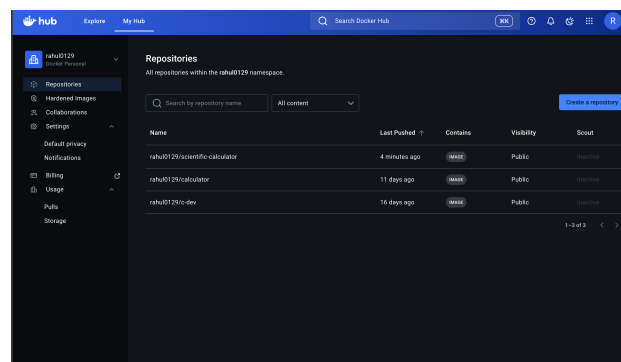 hub Explore My Hub Search Docker Hub ⌘K R
rahul0129
Docker Personal
Repositories
Hardened Images
Collaborations
Settings
Default privacy
Notifications
Billing
Usage
Pulls
Storage
Repositories
All repositories within the rahul0129 namespace.
Search by repository name All content Create a repository
Name Last Pushed ↑ Contains Visibility Scout
rahul0129/scientific-calculator 4 minutes ago IMAGE Public Inactive
rahul0129/calculator 11 days ago IMAGE Public Inactive
rahul0129/c-dev 16 days ago IMAGE Public Inactive
1–3 of 3